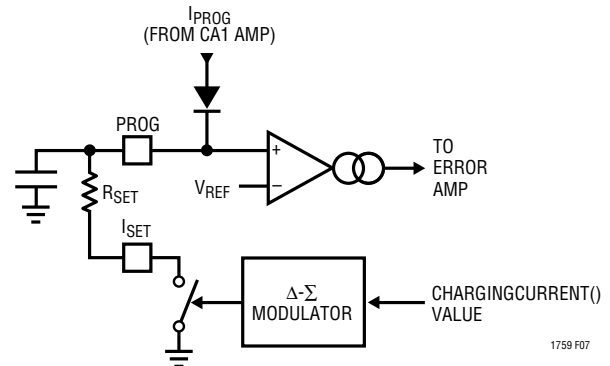 IPROG
(FROM CA1 AMP)
PROG
+
–
VREF
TO
ERROR
AMP
RSET
ISET
Δ-Σ
MODULATOR
CHARGINGCURRENT()
VALUE
1759 F07